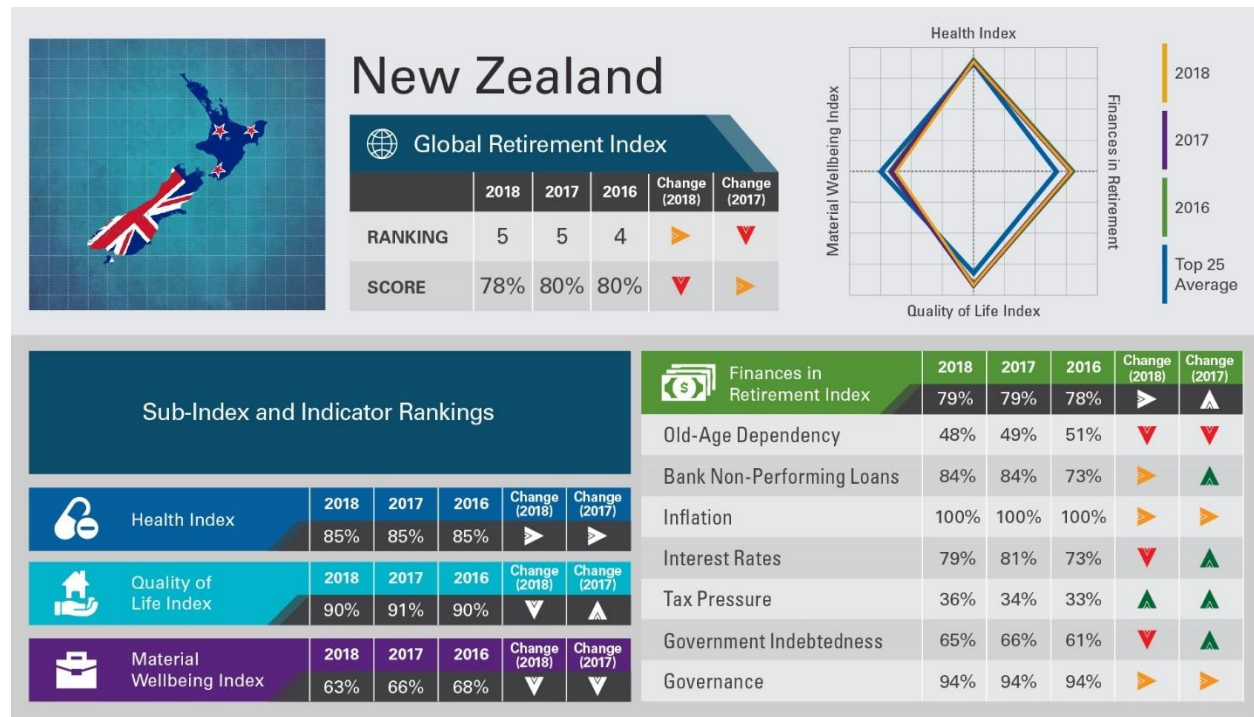 New Zealand
Global Retirement Index
2018 2017 2016 Change (2018) Change (2017)
RANKING 5 5 4
SCORE 78% 80% 80%
Health Index
Material Wellbeing Index
Finances in Retirement
Quality of Life Index
2018
2017
2016
Top 25
Average
Sub-Index and Indicator Rankings
Health Index
2018 2017 2016 Change (2018) Change (2017)
85% 85% 85%
Quality of
Life Index
2018 2017 2016 Change (2018) Change (2017)
90% 91% 90%
Material
Wellbeing Index
2018 2017 2016 Change (2018) Change (2017)
63% 66% 68%
Finances in
Retirement Index
2018 2017 2016 Change (2018) Change (2017)
79% 79% 78%
Old-Age Dependency 48% 49% 51%
Bank Non-Performing Loans 84% 84% 73%
Inflation 100% 100% 100%
Interest Rates 79% 81% 73%
Tax Pressure 36% 34% 33%
Government Indebtedness 65% 66% 61%
Governance 94% 94% 94%